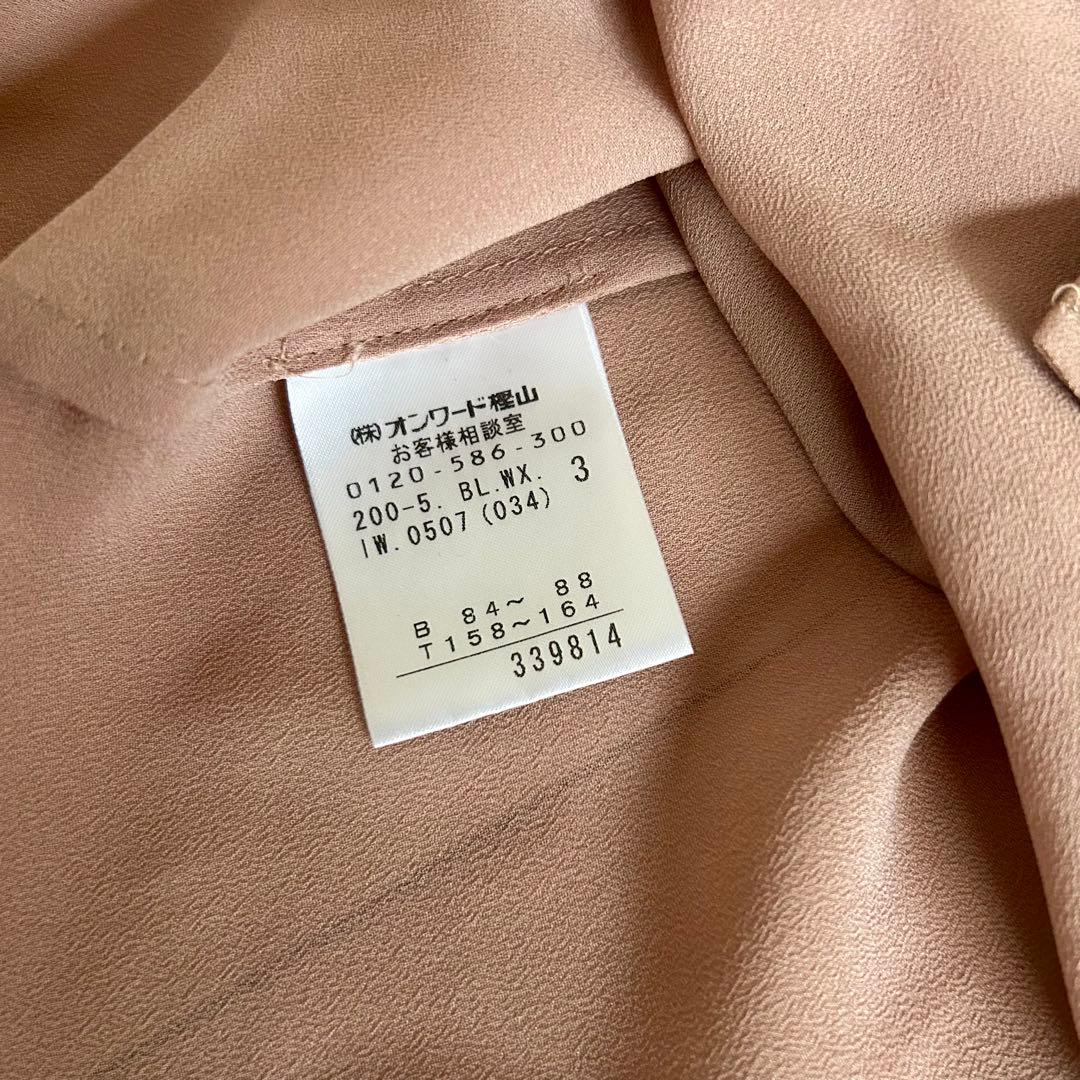 (株)オンワード樫山
お客様相談室
0120-586-300
200-5. BL.WX. 3
IW.0507(034)
B 84~ 88
T158~164
339814